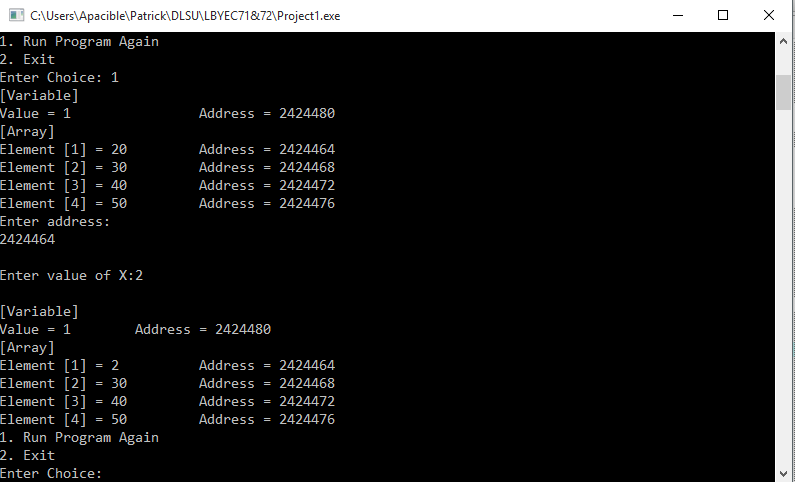 C:\Users\Apacible\Patrick\DLSU\LBYEC71&72\Project1.exe
1. Run Program Again
2. Exit
Enter Choice: 1
[Variable]
Value = 1 Address = 2424480
[Array]
Element [1] = 20 Address = 2424464
Element [2] = 30 Address = 2424468
Element [3] = 40 Address = 2424472
Element [4] = 50 Address = 2424476
Enter address:
2424464
Enter value of X:2
[Variable]
Value = 1 Address = 2424480
[Array]
Element [1] = 2 Address = 2424464
Element [2] = 30 Address = 2424468
Element [3] = 40 Address = 2424472
Element [4] = 50 Address = 2424476
1. Run Program Again
2. Exit
Enter Choice: